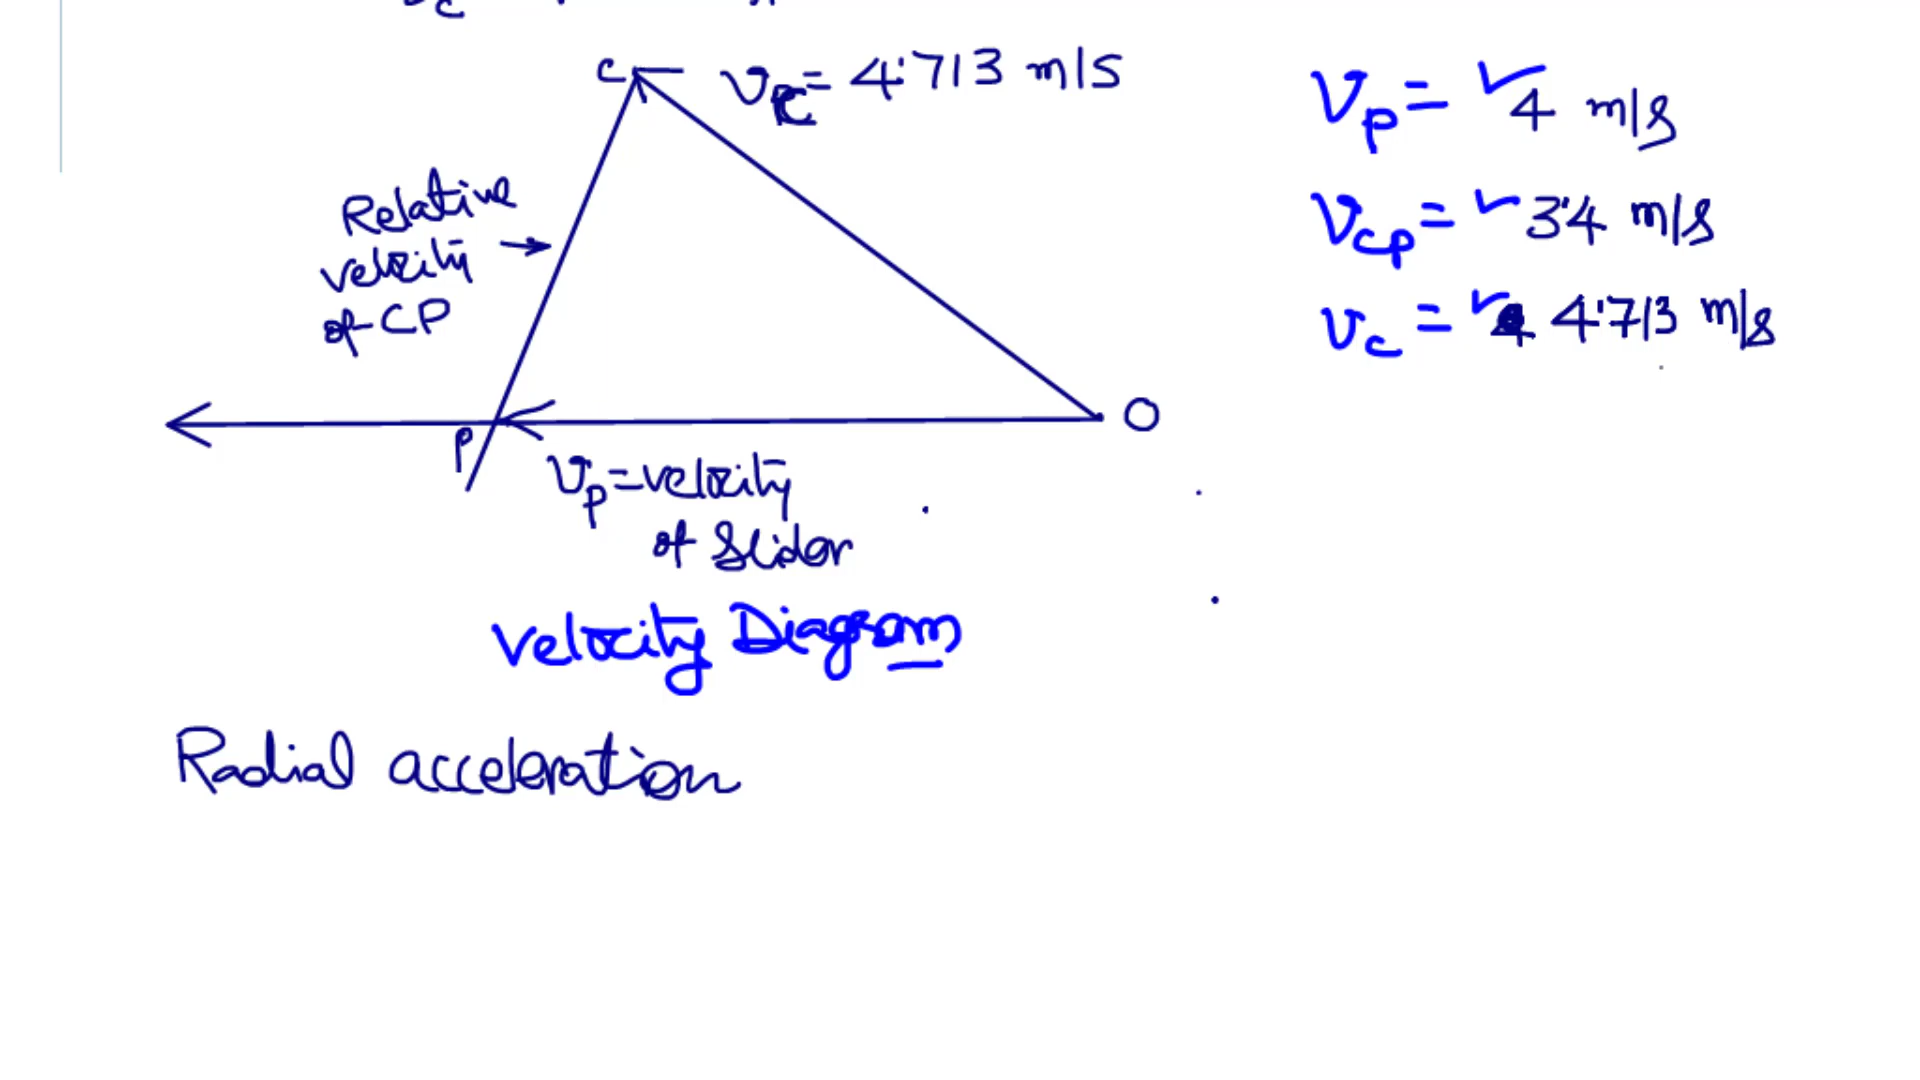 C
V_C = 4.713 m/s
V_p = 4 m/s
Relative
velocity
of CP
V_cp = 3.4 m/s
V_c = 4.713 m/s
O
P
V_p = velocity
of Slider
Velocity Diagram
Radial acceleration